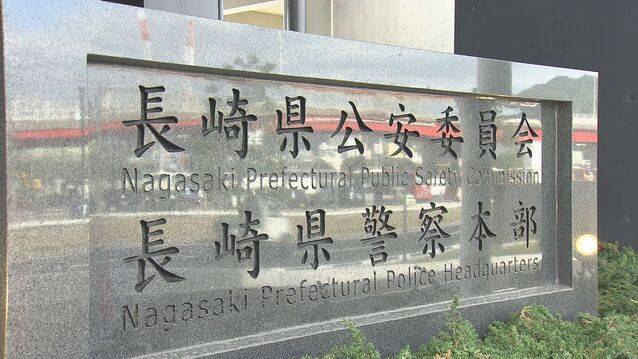 長崎県公安委員会
Nagasaki Prefectural Public Safety Commission
長崎県警察本部
Nagasaki Prefectural Police Headquarters